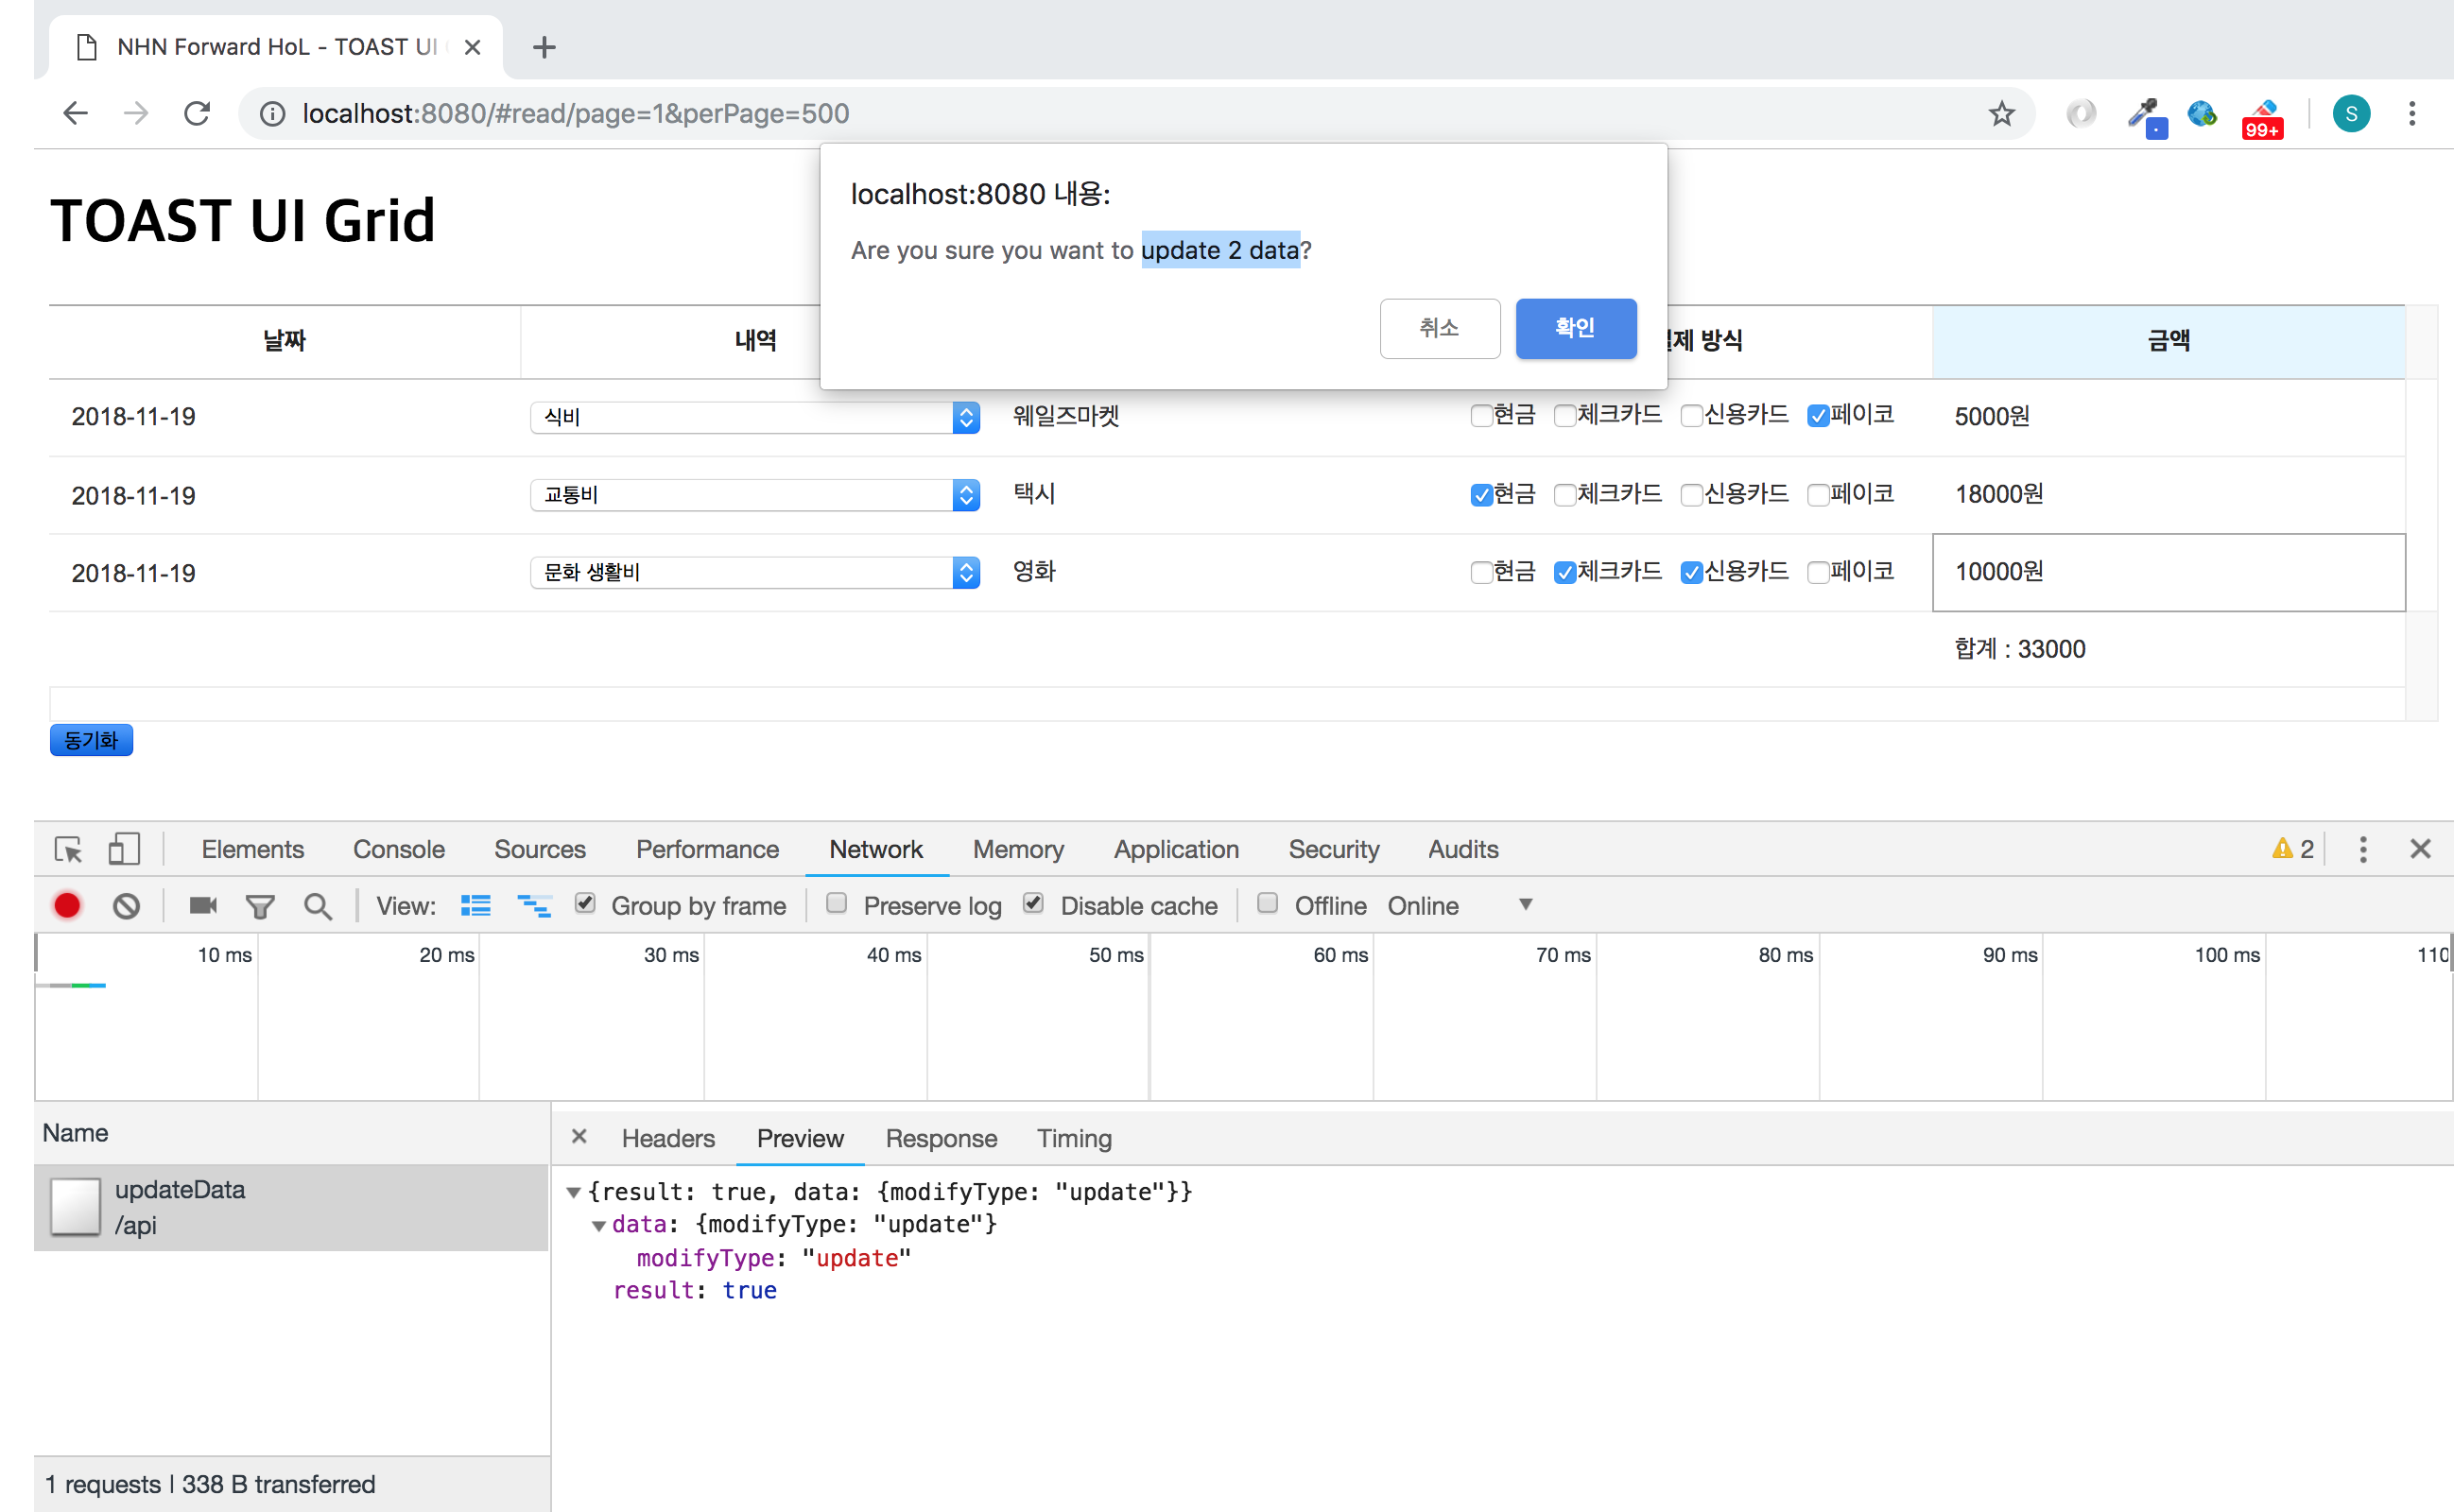 NHN Forward HoL - TOAST UI
localhost:8080/#read/page=1&perPage=500
99+
S
localhost:8080 내용:
Are you sure you want to update 2 data?
취소 확인
TOAST UI Grid
날짜 내역 방식 금액
2018-11-19 식비 웨일즈마켓 현금 체크카드 신용카드 페이코 5000원
2018-11-19 교통비 택시 현금 체크카드 신용카드 페이코 18000원
2018-11-19 문화 생활비 영화 현금 체크카드 신용카드 페이코 10000원
합계 : 33000
동기화
Elements Console Sources Performance Network Memory Application Security Audits 2
View: Group by frame Preserve log Disable cache Offline Online
10 ms 20 ms 30 ms 40 ms 50 ms 60 ms 70 ms 80 ms 90 ms 100 ms 110
Name
Headers Preview Response Timing
updateData
/api
{result: true, data: {modifyType: "update"}}
data: {modifyType: "update"}
modifyType: "update"
result: true
1 requests | 338 B transferred